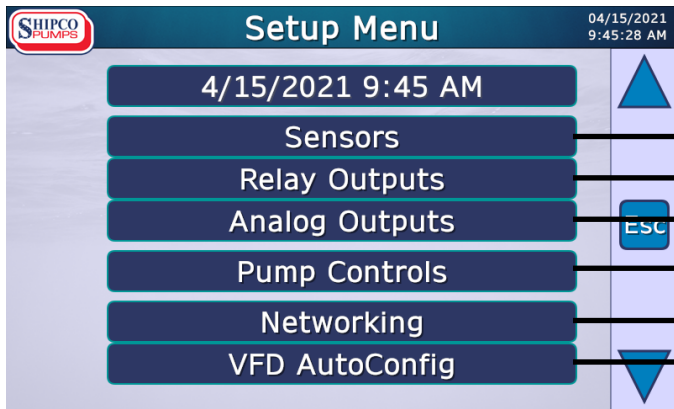 SHIPCO
PUMPS
Setup Menu
04/15/2021
9:45:28 AM
4/15/2021 9:45 AM
Sensors
Relay Outputs
Analog Outputs
Esc
Pump Controls
Networking
VFD AutoConfig